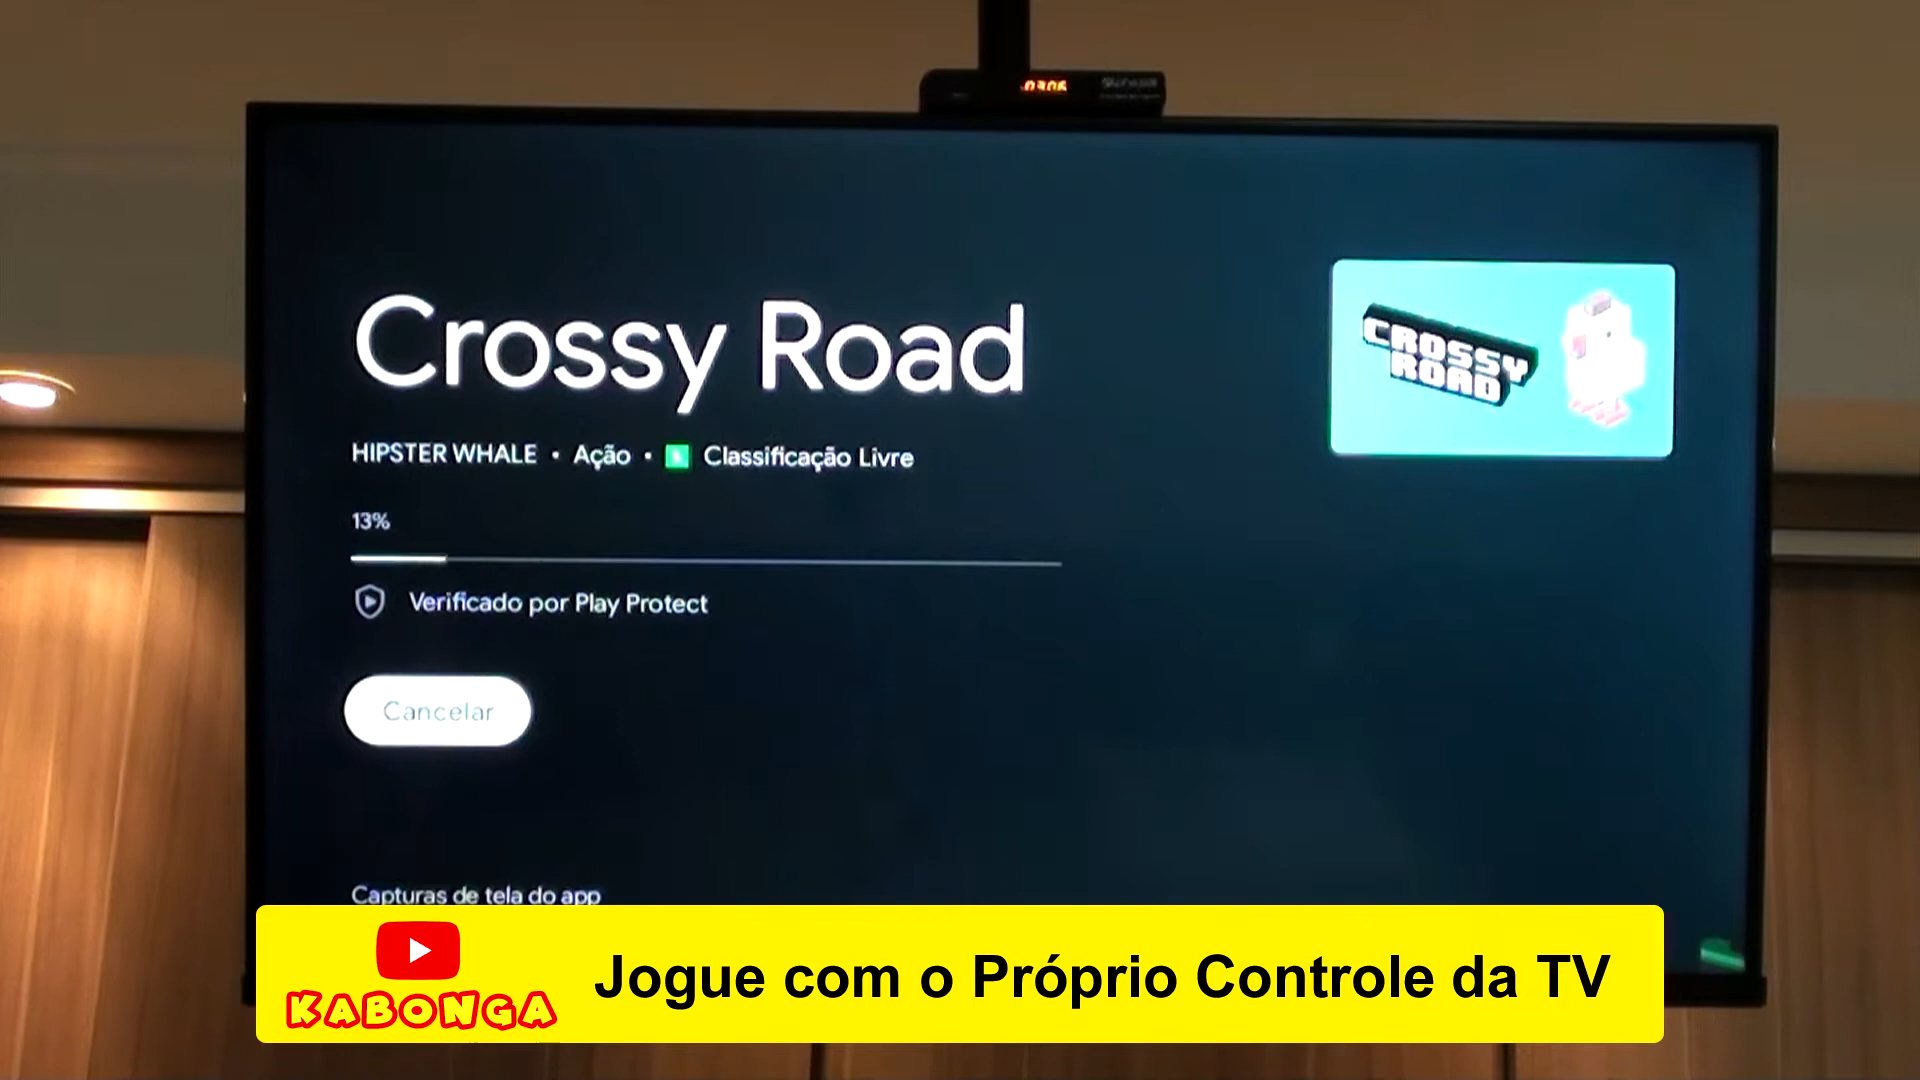 Crossy Road
CROSSY
ROAD
HIPSTER WHALE • Ação • Classificação Livre
13%
Verificado por Play Protect
Cancelar
Capturas de tela do app
KABONGA
Jogue com o Próprio Controle da TV